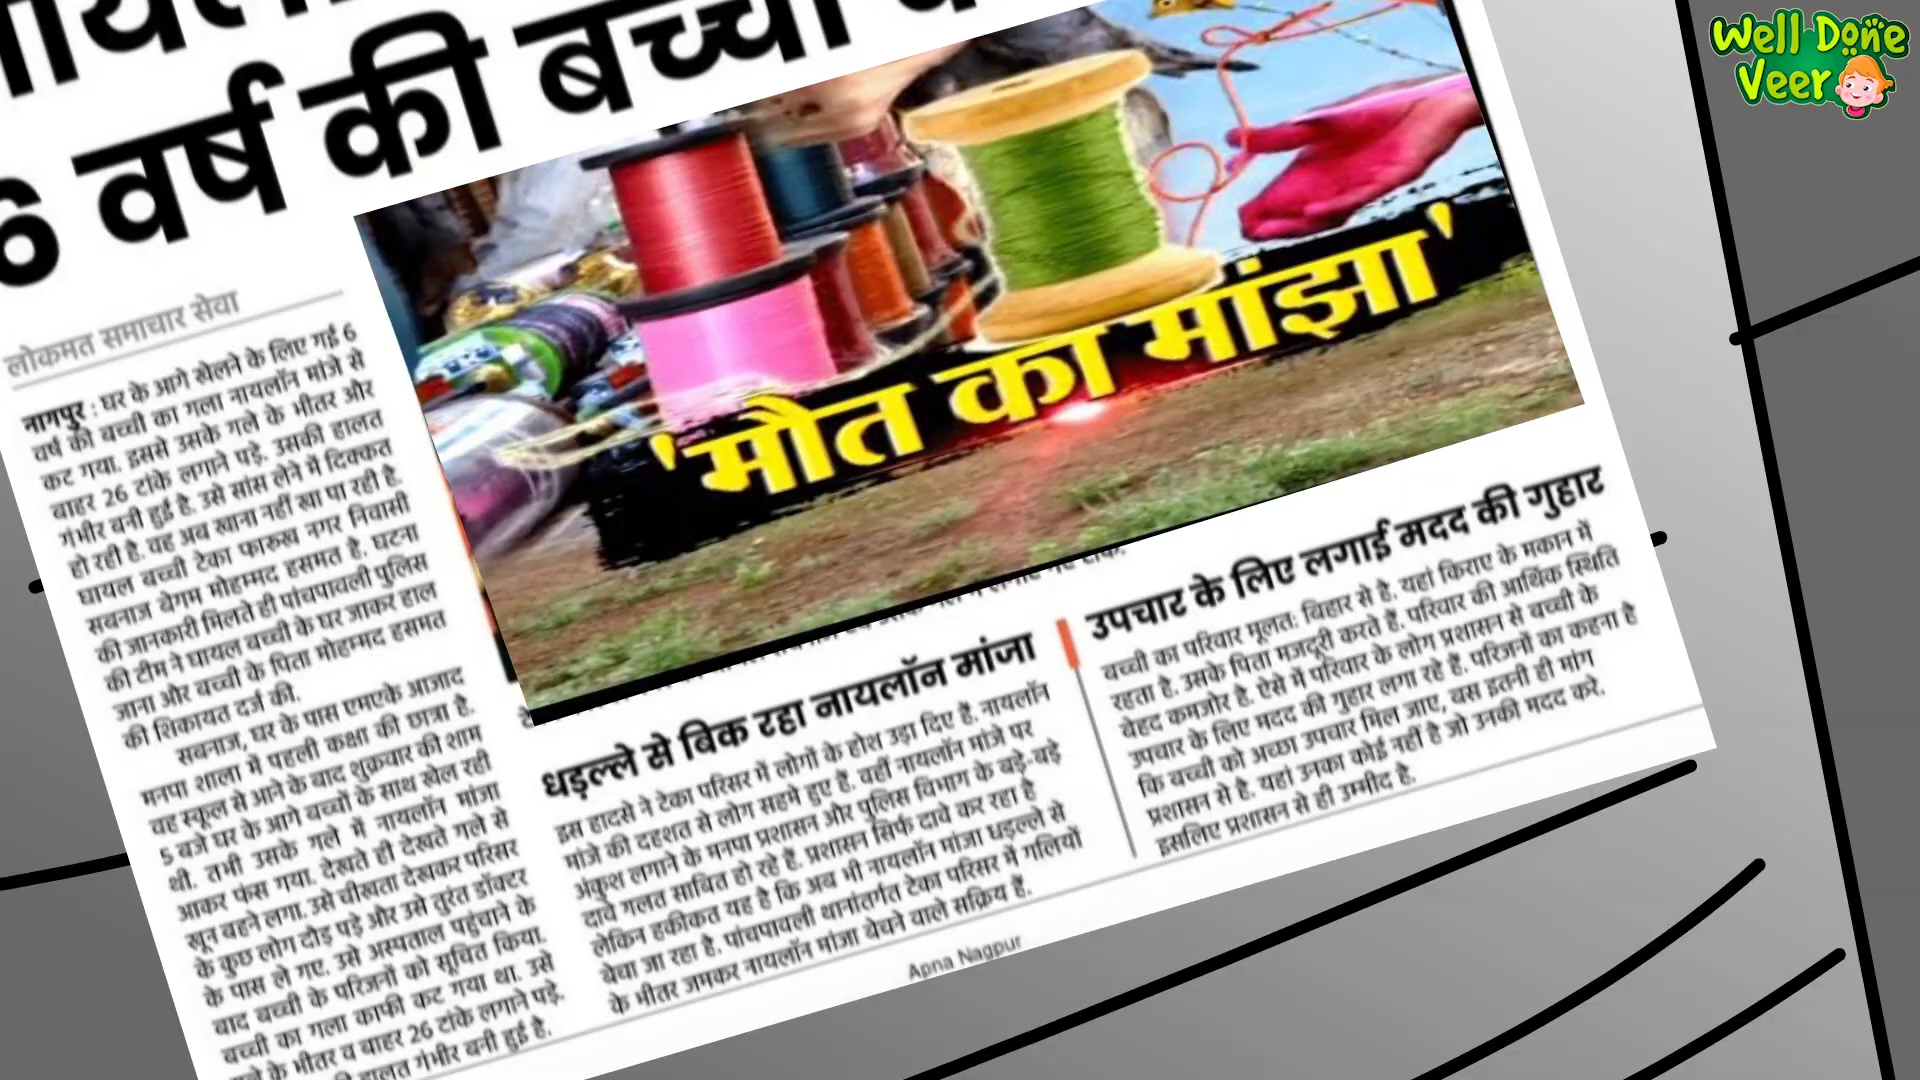 6 वर्ष की बच्ची
लोकमत समाचार सेवा
नागपुर : घर के आगे खेलने के लिए गई 6
वर्ष की बच्ची का गला नायलॉन मांजे से
कट गया. इससे उसके गले के भीतर और
बाहर 26 टांके लगाने पड़े. उसकी हालत
गंभीर बनी हुई है. उसे सांस लेने में दिक्कत
हो रही है. वह अब खाना नहीं खा पा रही है.
घायल बच्ची टेका फारुख नगर निवासी
सबनाज बेगम मोहम्मद हसमत है. घटना
की जानकारी मिलते ही पांचपावली पुलिस
की टीम ने घायल बच्ची के घर जाकर हाल
जाना और बच्ची के पिता मोहम्मद हसमत
की शिकायत दर्ज की.
सबनाज, घर के पास एमएके आजाद
मनपा शाला में पहली कक्षा की छात्रा है.
वह स्कूल से आने के बाद शुक्रवार की शाम
5 बजे घर के आगे बच्चों के साथ खेल रही
थी. तभी उसके गले में नायलॉन मांजा
आकर फंस गया. देखते ही देखते गले से
खून बहने लगा. उसे चीखता देखकर परिसर
के कुछ लोग दौड़ पड़े और उसे तुरंत डॉक्टर
के पास ले गए. उसे अस्पताल पहुंचाने के
बाद बच्ची के परिजनों को सूचित किया.
बच्ची का गला काफी कट गया था. उसे
गले के भीतर व बाहर 26 टांके लगाने पड़े.
हालत गंभीर बनी हुई है.
'मौत का मांझा'
धड़ल्ले से बिक रहा नायलॉन मांजा
इस हादसे ने टेका परिसर में लोगों के होश उड़ा दिए हैं. नायलॉन
मांजे की दहशत से लोग सहमे हुए हैं. वहीं नायलॉन मांजे पर
अंकुश लगाने के मनपा प्रशासन और पुलिस विभाग के बड़े-बड़े
दावे गलत साबित हो रहे हैं. प्रशासन सिर्फ दावे कर रहा है
लेकिन हकीकत यह है कि अब भी नायलॉन मांजा धड़ल्ले से
बेचा जा रहा है. पांचपावली थानांतर्गत टेका परिसर में गलियों
के भीतर जमकर नायलॉन मांजा बेचने वाले सक्रिय हैं.
उपचार के लिए लगाई मदद की गुहार
बच्ची का परिवार मूलत: बिहार से है. यहां किराए के मकान में
रहता है. उसके पिता मजदूरी करते हैं. परिवार की आर्थिक स्थिति
बेहद कमजोर है. ऐसे में परिवार के लोग प्रशासन से बच्ची के
उपचार के लिए मदद की गुहार लगा रहे हैं. परिजनों का कहना है
कि बच्ची को अच्छा उपचार मिल जाए, बस इतनी ही मांग
प्रशासन से है. यहां उनका कोई नहीं है जो उनकी मदद करे.
इसलिए प्रशासन से ही उम्मीद है.
Apna Nagpur
Well Done
Veer